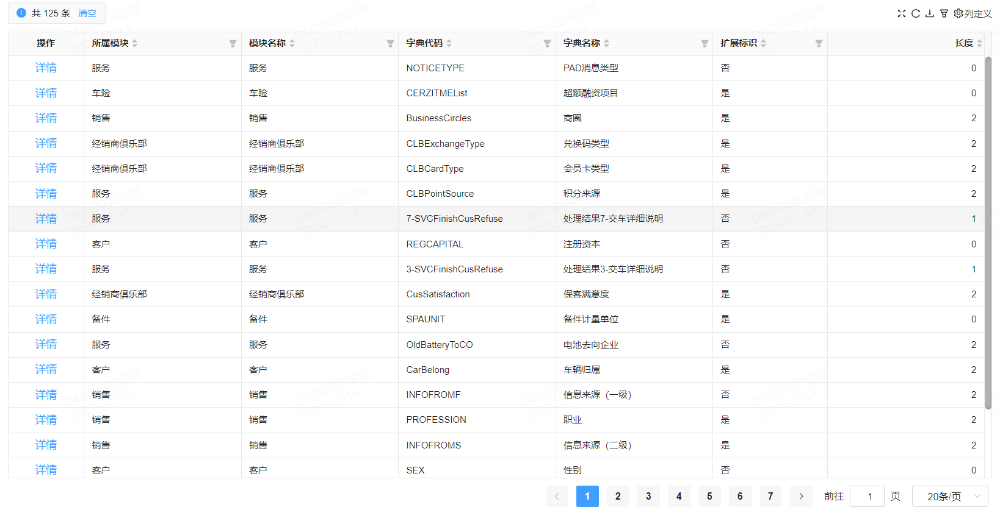 共 125 条 清空 列定义
操作 所属模块 模块名称 字典代码 字典名称 扩展标识 长度
详情 服务 服务 NOTICETYPE PAD消息类型 否 0
详情 车险 车险 CERZITMEList 超额融资项目 是 0
详情 销售 销售 BusinessCircles 商圈 是 2
详情 经销商俱乐部 经销商俱乐部 CLBExchangeType 兑换码类型 是 2
详情 经销商俱乐部 经销商俱乐部 CLBCardType 会员卡类型 是 2
详情 服务 服务 CLBPointSource 积分来源 是 2
详情 服务 服务 7-SVCFinishCusRefuse 处理结果7-交车详细说明 否 1
详情 客户 客户 REGCAPITAL 注册资本 否 0
详情 服务 服务 3-SVCFinishCusRefuse 处理结果3-交车详细说明 否 1
详情 经销商俱乐部 经销商俱乐部 CusSatisfaction 保客满意度 是 2
详情 备件 备件 SPAUNIT 备件计量单位 是 0
详情 服务 服务 OldBatteryToCO 电池去向企业 否 2
详情 客户 客户 CarBelong 车辆归属 是 2
详情 销售 销售 INFOFROMF 信息来源（一级） 否 2
详情 销售 销售 PROFESSION 职业 是 2
详情 销售 销售 INFOFROMS 信息来源（二级） 是 2
详情 客户 客户 SEX 性别 否 0
1 2 3 4 5 6 7 前往 1 页 20条/页
DA010000管理
2021-12-14